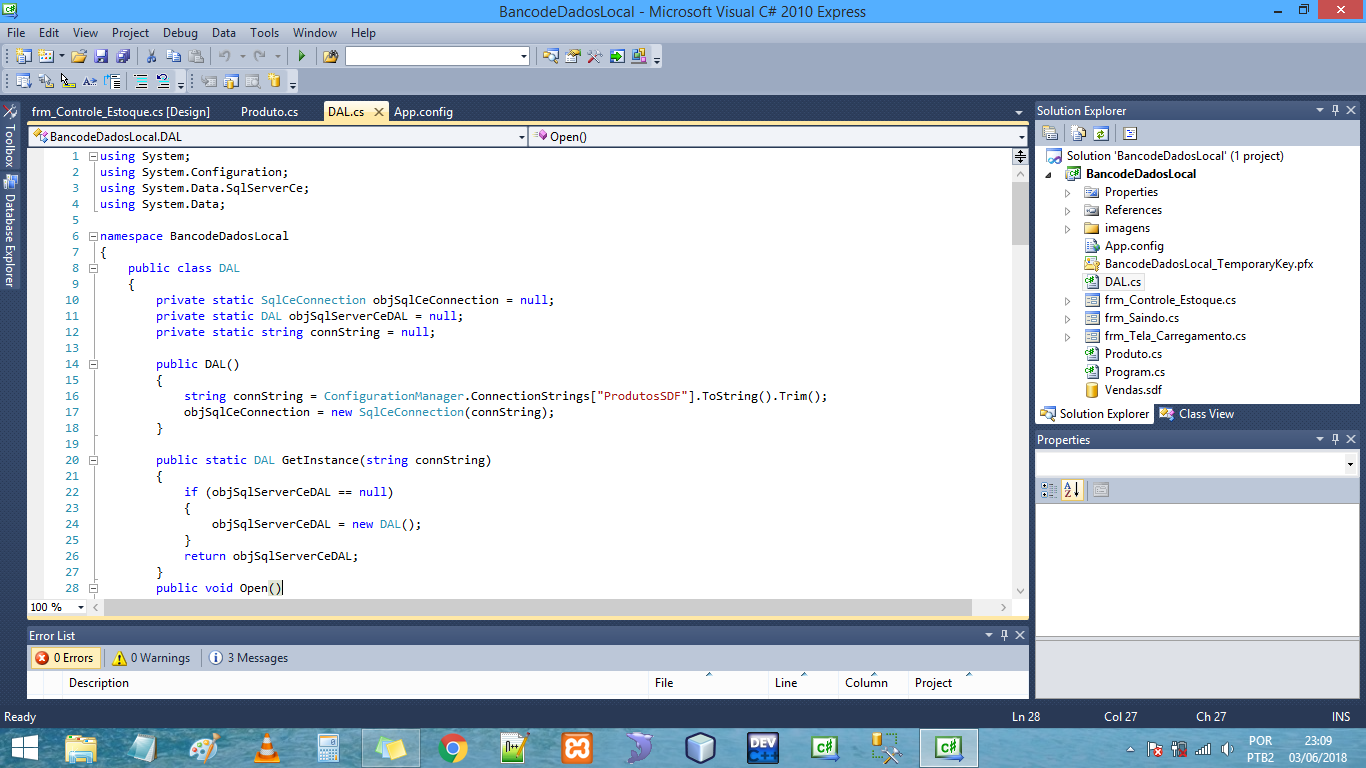 BancodeDadosLocal - Microsoft Visual C# 2010 Express
File Edit View Project Debug Data Tools Window Help
frm_Controle_Estoque.cs [Design] Produto.cs DAL.cs App.config
BancodeDadosLocal.DAL Open()
Toolbox
Database Explorer
1 using System;
2 using System.Configuration;
3 using System.Data.SqlServerCe;
4 using System.Data;
5
6 namespace BancodeDadosLocal
7 {
8 public class DAL
9 {
10 private static SqlCeConnection objSqlCeConnection = null;
11 private static DAL objSqlServerCeDAL = null;
12 private static string connString = null;
13
14 public DAL()
15 {
16 string connString = ConfigurationManager.ConnectionStrings["ProdutosSDF"].ToString().Trim();
17 objSqlCeConnection = new SqlCeConnection(connString);
18 }
19
20 public static DAL GetInstance(string connString)
21 {
22 if (objSqlServerCeDAL == null)
23 {
24 objSqlServerCeDAL = new DAL();
25 }
26 return objSqlServerCeDAL;
27 }
28 public void Open()
100 %
Error List
0 Errors 0 Warnings 3 Messages
Description File Line Column Project
Solution Explorer
Solution 'BancodeDadosLocal' (1 project)
BancodeDadosLocal
Properties
References
imagens
App.config
BancodeDadosLocal_TemporaryKey.pfx
DAL.cs
frm_Controle_Estoque.cs
frm_Saindo.cs
frm_Tela_Carregamento.cs
Produto.cs
Program.cs
Vendas.sdf
Solution Explorer Class View
Properties
Ready Ln 28 Col 27 Ch 27 INS
DEV C++
POR 23:09
PTB2 03/06/2018